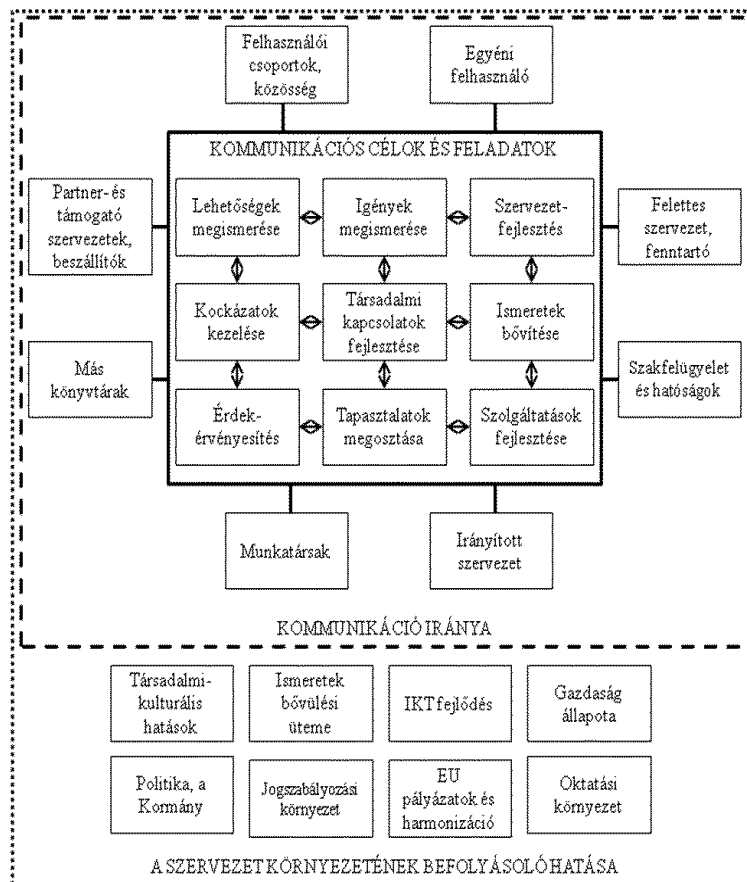 Felhasználói
csoportok,
közösség
Egyéni
felhasználó
KOMMUNIKÁCIÓS CÉLOK ÉS FELADATOK
Partner- és
támogató
szervezetek,
beszállítók
Lehetőségek
megismerése
Igények
megismerése
Szervezet-
fejlesztés
Felettes
szervezet,
fenntartó
Kockázatok
kezelése
Társadalmi
kapcsolatok
fejlesztése
Ismeretek
bővítése
Más
könyvtárak
Szakfelügyelet
és hatóságok
Érdek-
érvényesítés
Tapasztalatok
megosztása
Szolgáltatások
fejlesztése
Munkatársak
Irányított
szervezet
KOMMUNIKÁCIÓ IRÁNYA
Társadalmi-
kulturális
hatások
Ismeretek
bővülési
üteme
IKT fejlődés
Gazdaság
állapota
Politika, a
Kormány
Jogszabályozási
környezet
EU
pályázatok és
harmonizáció
Oktatási
környezet
A SZERVEZET KÖRNYEZETÉNEK BEFOLYÁSOLÓ HATÁSA